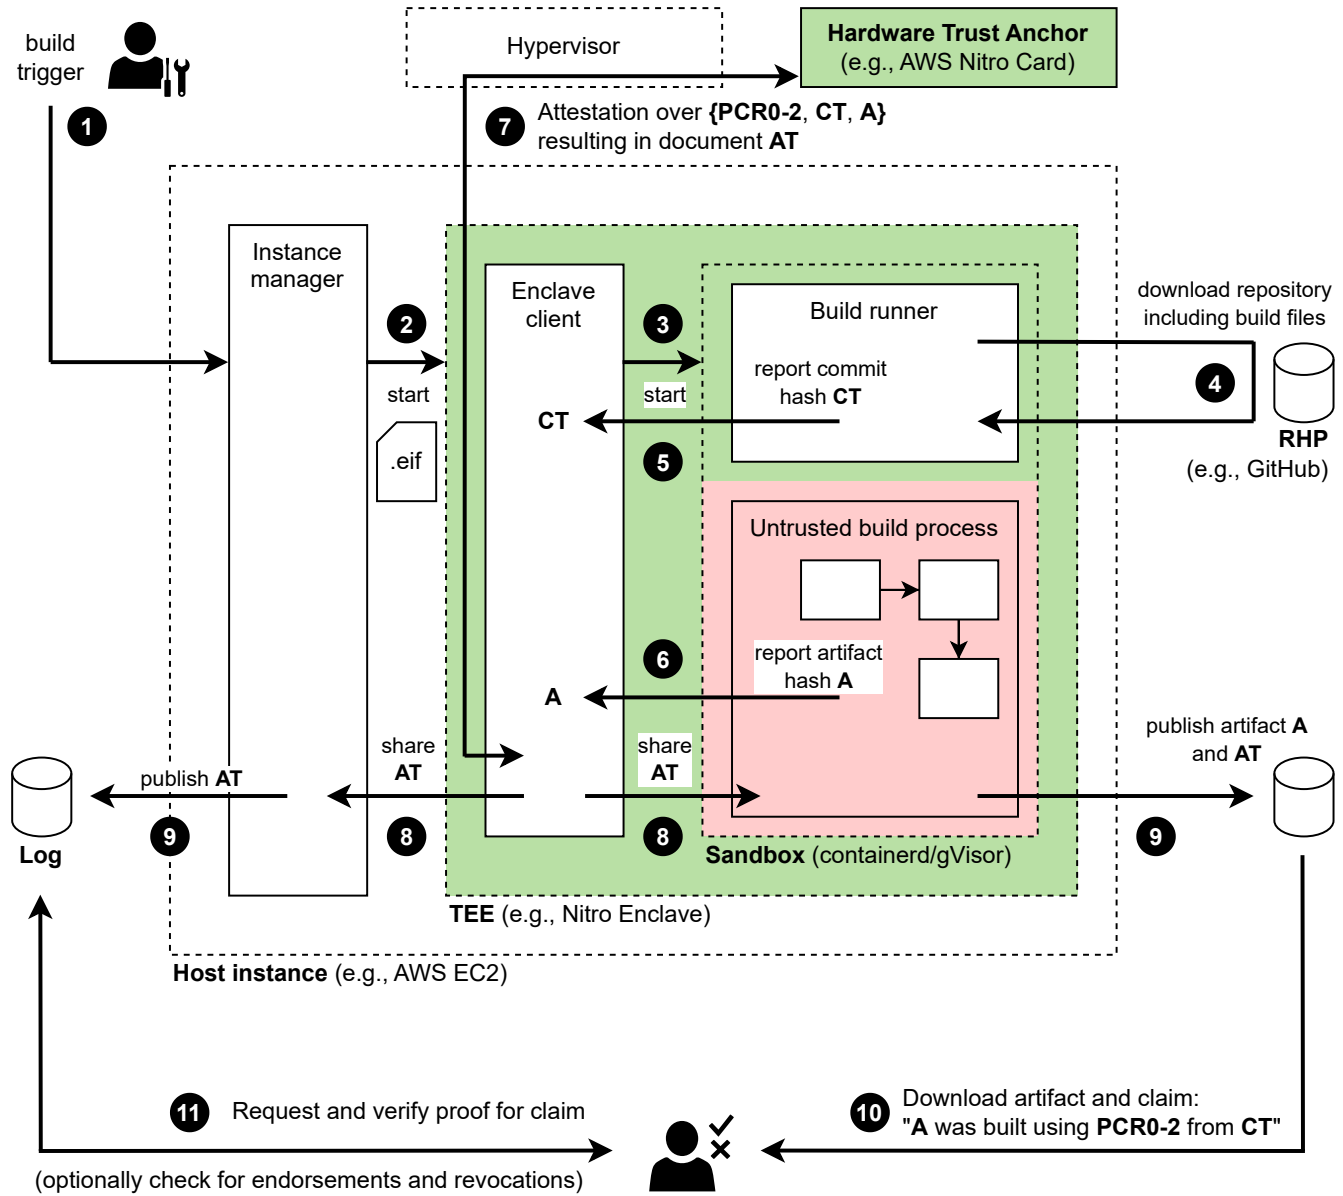 build
trigger
1
Hypervisor
Hardware Trust Anchor
(e.g., AWS Nitro Card)
7
Attestation over {PCR0-2, CT, A}
resulting in document AT
Instance
manager
2
start
.eif
Enclave
client
3
start
Build runner
report commit
hash CT
CT
5
download repository
including build files
4
RHP
(e.g., GitHub)
Untrusted build process
6
report artifact
hash A
A
share
AT
8
share
AT
8
publish AT
9
Log
publish artifact A
and AT
9
Sandbox (containerd/gVisor)
TEE (e.g., Nitro Enclave)
Host instance (e.g., AWS EC2)
10
Download artifact and claim:
"A was built using PCR0-2 from CT"
11
Request and verify proof for claim
(optionally check for endorsements and revocations)